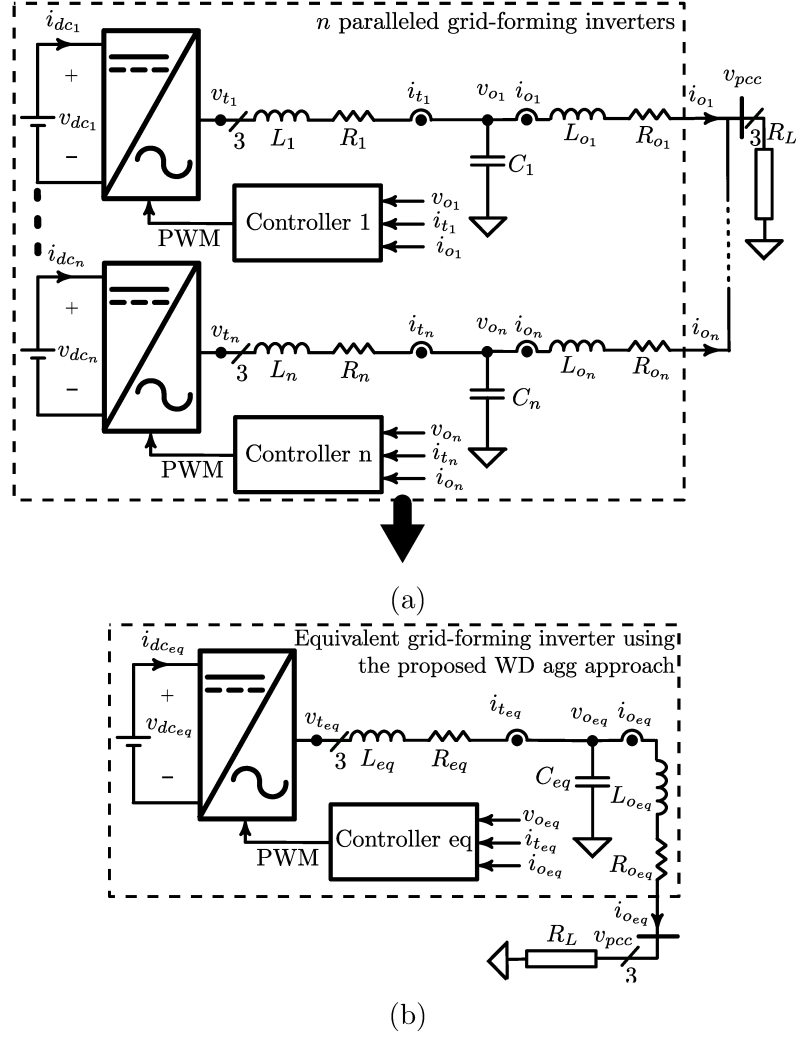 n paralleled grid-forming inverters
i_{dc_1}
+
v_{dc_1}
−
v_{t_1}
3
L_1
R_1
i_{t_1}
v_{o_1}
i_{o_1}
C_1
L_{o_1}
R_{o_1}
i_{o_1}
v_{pcc}
3
R_L
PWM
Controller 1
v_{o_1}
i_{t_1}
i_{o_1}
i_{dc_n}
+
v_{dc_n}
−
v_{t_n}
3
L_n
R_n
i_{t_n}
v_{o_n}
i_{o_n}
C_n
L_{o_n}
R_{o_n}
i_{o_n}
PWM
Controller n
v_{o_n}
i_{t_n}
i_{o_n}
(a)
Equivalent grid-forming inverter using
the proposed WD agg approach
i_{dc_{eq}}
+
v_{dc_{eq}}
−
v_{t_{eq}}
3
L_{eq}
R_{eq}
i_{t_{eq}}
v_{o_{eq}}
i_{o_{eq}}
C_{eq}
L_{o_{eq}}
R_{o_{eq}}
PWM
Controller eq
v_{o_{eq}}
i_{t_{eq}}
i_{o_{eq}}
i_{o_{eq}}
R_L
v_{pcc}
3
(b)